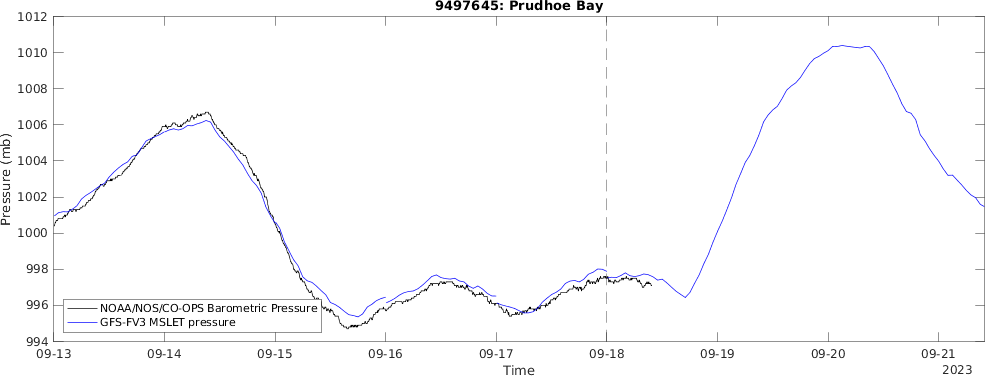 9497645: Prudhoe Bay
1012
1010
1008
1006
1004
1002
1000
998
996
994
Pressure (mb)
NOAA/NOS/CO-OPS Barometric Pressure
GFS-FV3 MSLET pressure
09-13 09-14 09-15 09-16 09-17 09-18 09-19 09-20 09-21
Time
2023